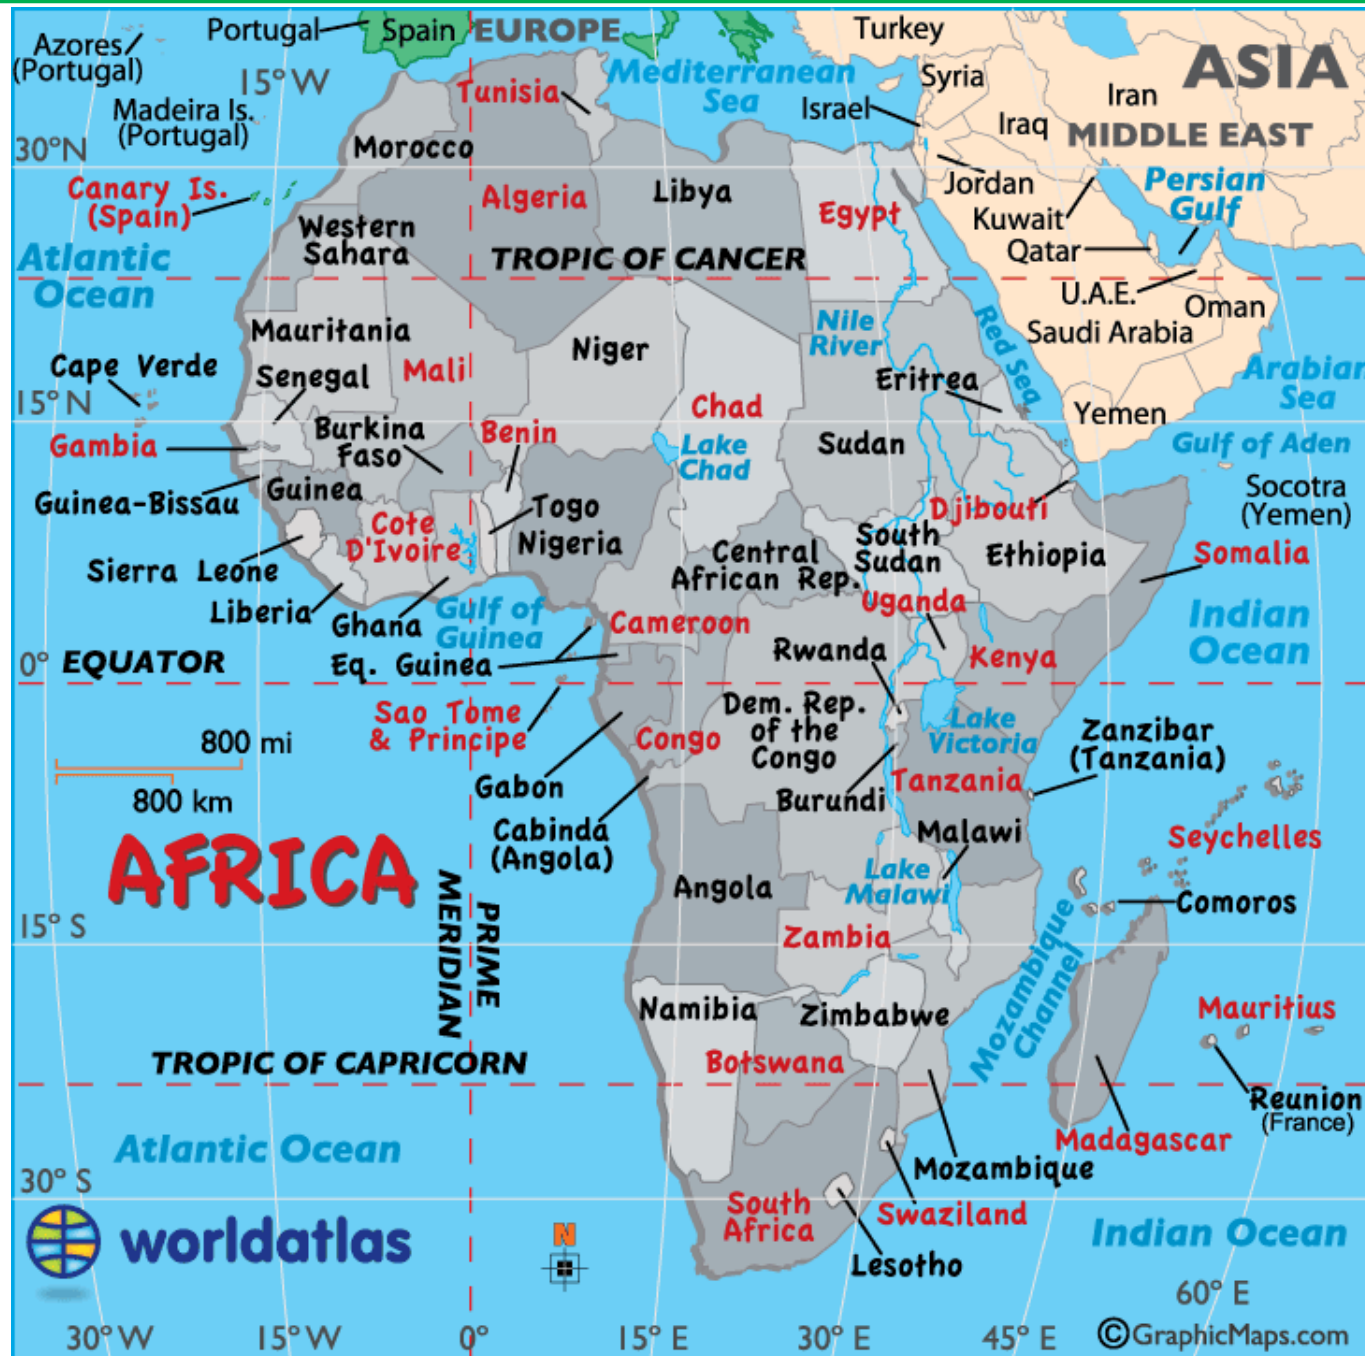 Azores
(Portugal)
Portugal
Spain
EUROPE
Turkey
ASIA
15° W
Tunisia
Mediterranean
Sea
Syria
Israel
Iran
Iraq
MIDDLE EAST
Madeira Is.
(Portugal)
30°N
Morocco
Jordan
Kuwait
Qatar
Persian
Gulf
Canary Is.
(Spain)
Algeria
Libya
Egypt
Western
Sahara
TROPIC OF CANCER
Atlantic
Ocean
U.A.E.
Oman
Saudi Arabia
Red Sea
Nile
River
Mauritania
Niger
Mali
Cape Verde
Senegal
Eritrea
Arabian
Sea
15° N
Chad
Yemen
Gambia
Burkina
Faso
Benin
Lake
Chad
Sudan
Gulf of Aden
Guinea-Bissau
Guinea
Togo
Djibouti
Socotra
(Yemen)
Cote
D'Ivoire
Nigeria
Central
African Rep.
South
Sudan
Ethiopia
Somalia
Sierra Leone
Liberia
Ghana
Gulf of
Guinea
Cameroon
Uganda
Indian
Ocean
0° EQUATOR
Eq. Guinea
Rwanda
Kenya
Sao Tome
& Principe
Congo
Dem. Rep.
of the
Congo
Lake
Victoria
Zanzibar
(Tanzania)
800 mi
800 km
Gabon
Burundi
Tanzania
Cabinda
(Angola)
Malawi
Seychelles
AFRICA
Angola
Lake
Malawi
Comoros
PRIME
MERIDIAN
15° S
Zambia
Mozambique
Channel
Namibia
Zimbabwe
Mauritius
TROPIC OF CAPRICORN
Botswana
Reunion
(France)
Atlantic Ocean
Madagascar
Mozambique
30° S
South
Africa
Swaziland
worldatlas
N
Lesotho
Indian Ocean
60° E
30° W
15° W
0°
15° E
30° E
45° E
©GraphicMaps.com